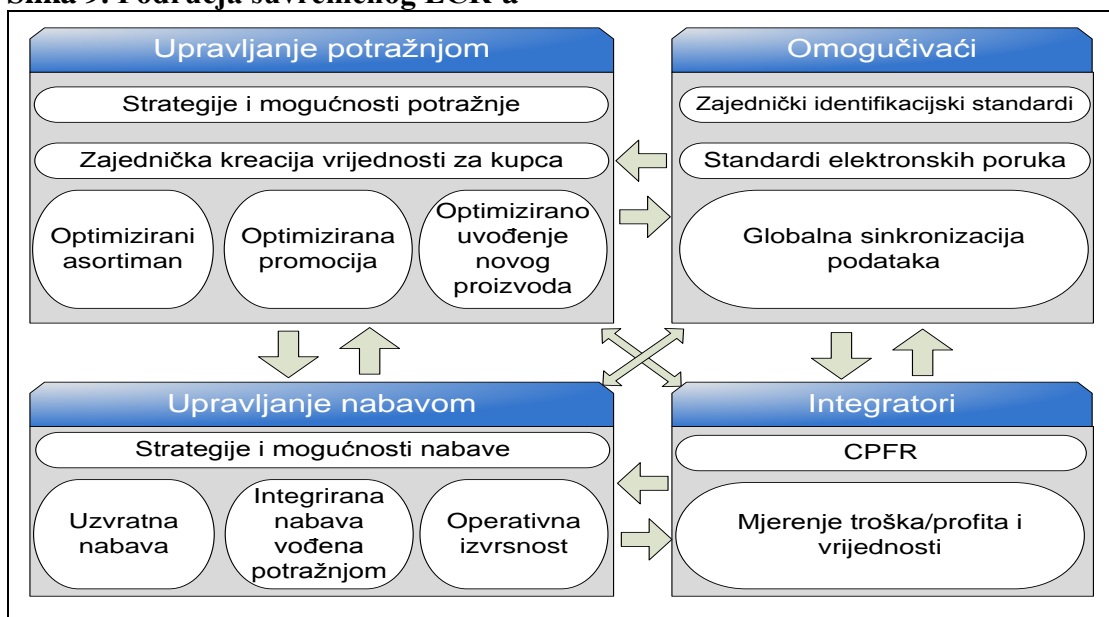 Slika 9. Područja suvremenog ECR-a
Upravljanje potražnjom
Strategije i mogućnosti potražnje
Zajednička kreacija vrijednosti za kupca
Optimizirani
asortiman
Optimizirana
promocija
Optimizirano
uvođenje
novog
proizvoda
Omogučivaći
Zajednički identifikacijski standardi
Standardi elektronskih poruka
Globalna sinkronizacija
podataka
Upravljanje nabavom
Strategije i mogućnosti nabave
Uzvratna
nabava
Integrirana
nabava
vođena
potražnjom
Operativna
izvrsnost
Integratori
CPFR
Mjerenje troška/profita i
vrijednosti